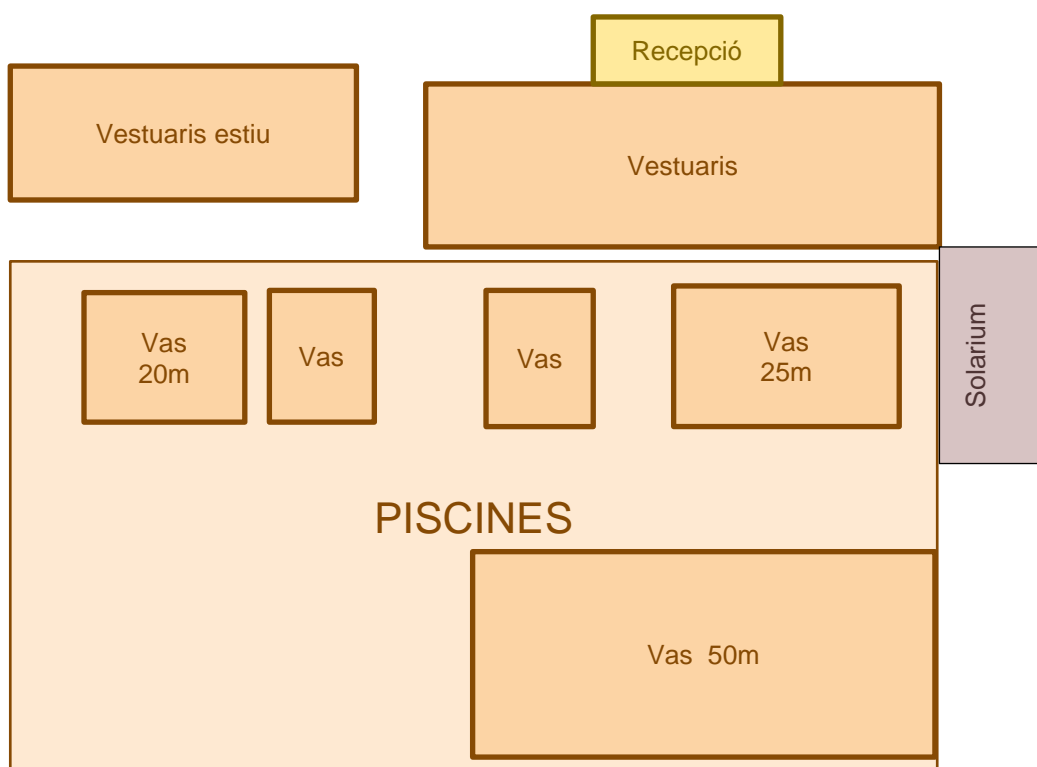 Recepció
Vestuaris estiu
Vestuaris
Solarium
Vas
20m
Vas
Vas
Vas
25m
PISCINES
Vas 50m